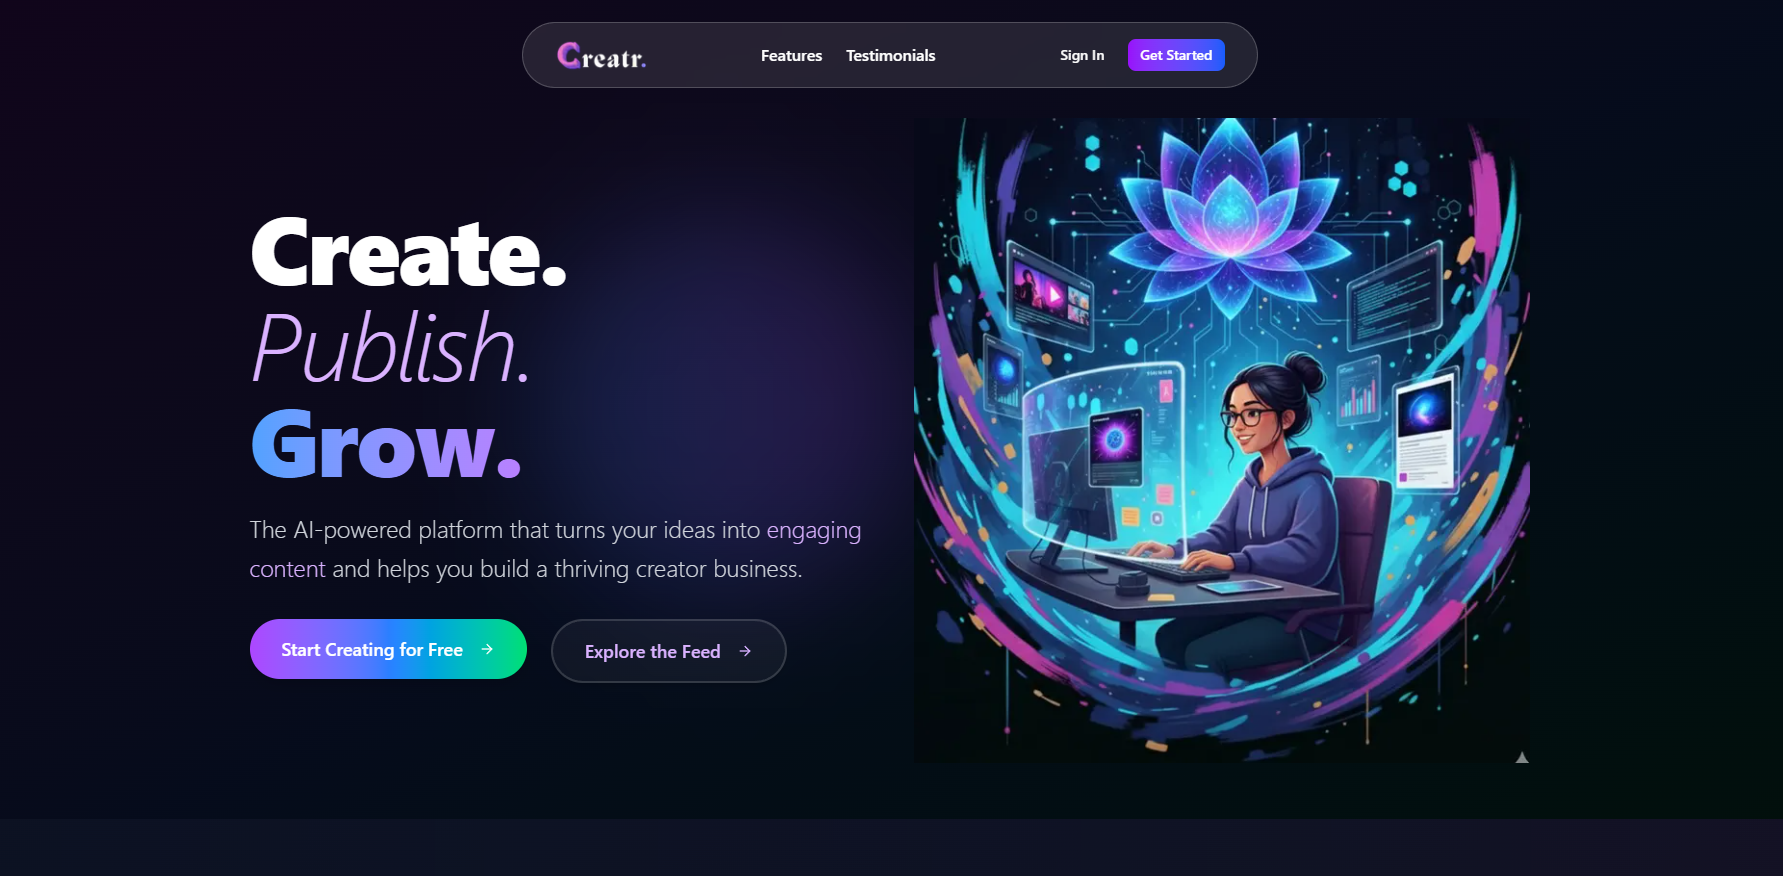 Creatr.
Features
Testimonials
Sign In
Get Started
Create.
Publish.
Grow.
The AI-powered platform that turns your ideas into engaging
content and helps you build a thriving creator business.
Start Creating for Free →
Explore the Feed →